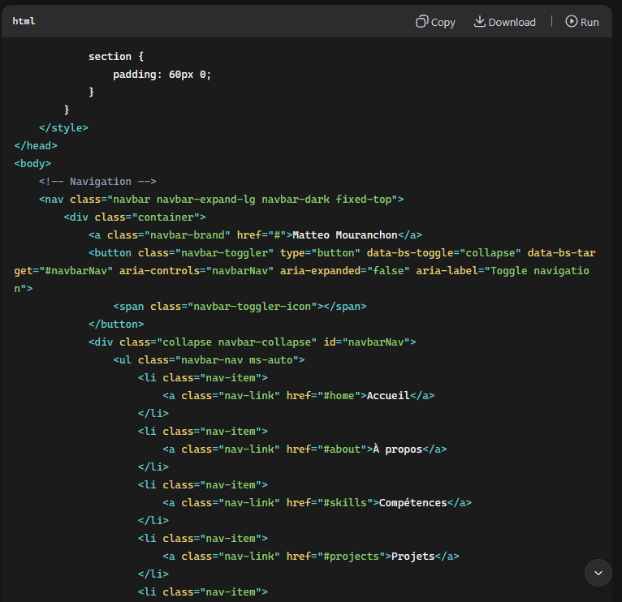 html
Copy
Download
Run
section {
padding: 60px 0;
}
}
</style>
</head>
<body>
<!-- Navigation -->
<nav class="navbar navbar-expand-lg navbar-dark fixed-top">
<div class="container">
<a class="navbar-brand" href="#">Matteo Mouranchon</a>
<button class="navbar-toggler" type="button" data-bs-toggle="collapse" data-bs-tar
get="#navbarNav" aria-controls="navbarNav" aria-expanded="false" aria-label="Toggle navigatio
n">
<span class="navbar-toggler-icon"></span>
</button>
<div class="collapse navbar-collapse" id="navbarNav">
<ul class="navbar-nav ms-auto">
<li class="nav-item">
<a class="nav-link" href="#home">Accueil</a>
</li>
<li class="nav-item">
<a class="nav-link" href="#about">À propos</a>
</li>
<li class="nav-item">
<a class="nav-link" href="#skills">Compétences</a>
</li>
<li class="nav-item">
<a class="nav-link" href="#projects">Projets</a>
</li>
<li class="nav-item">